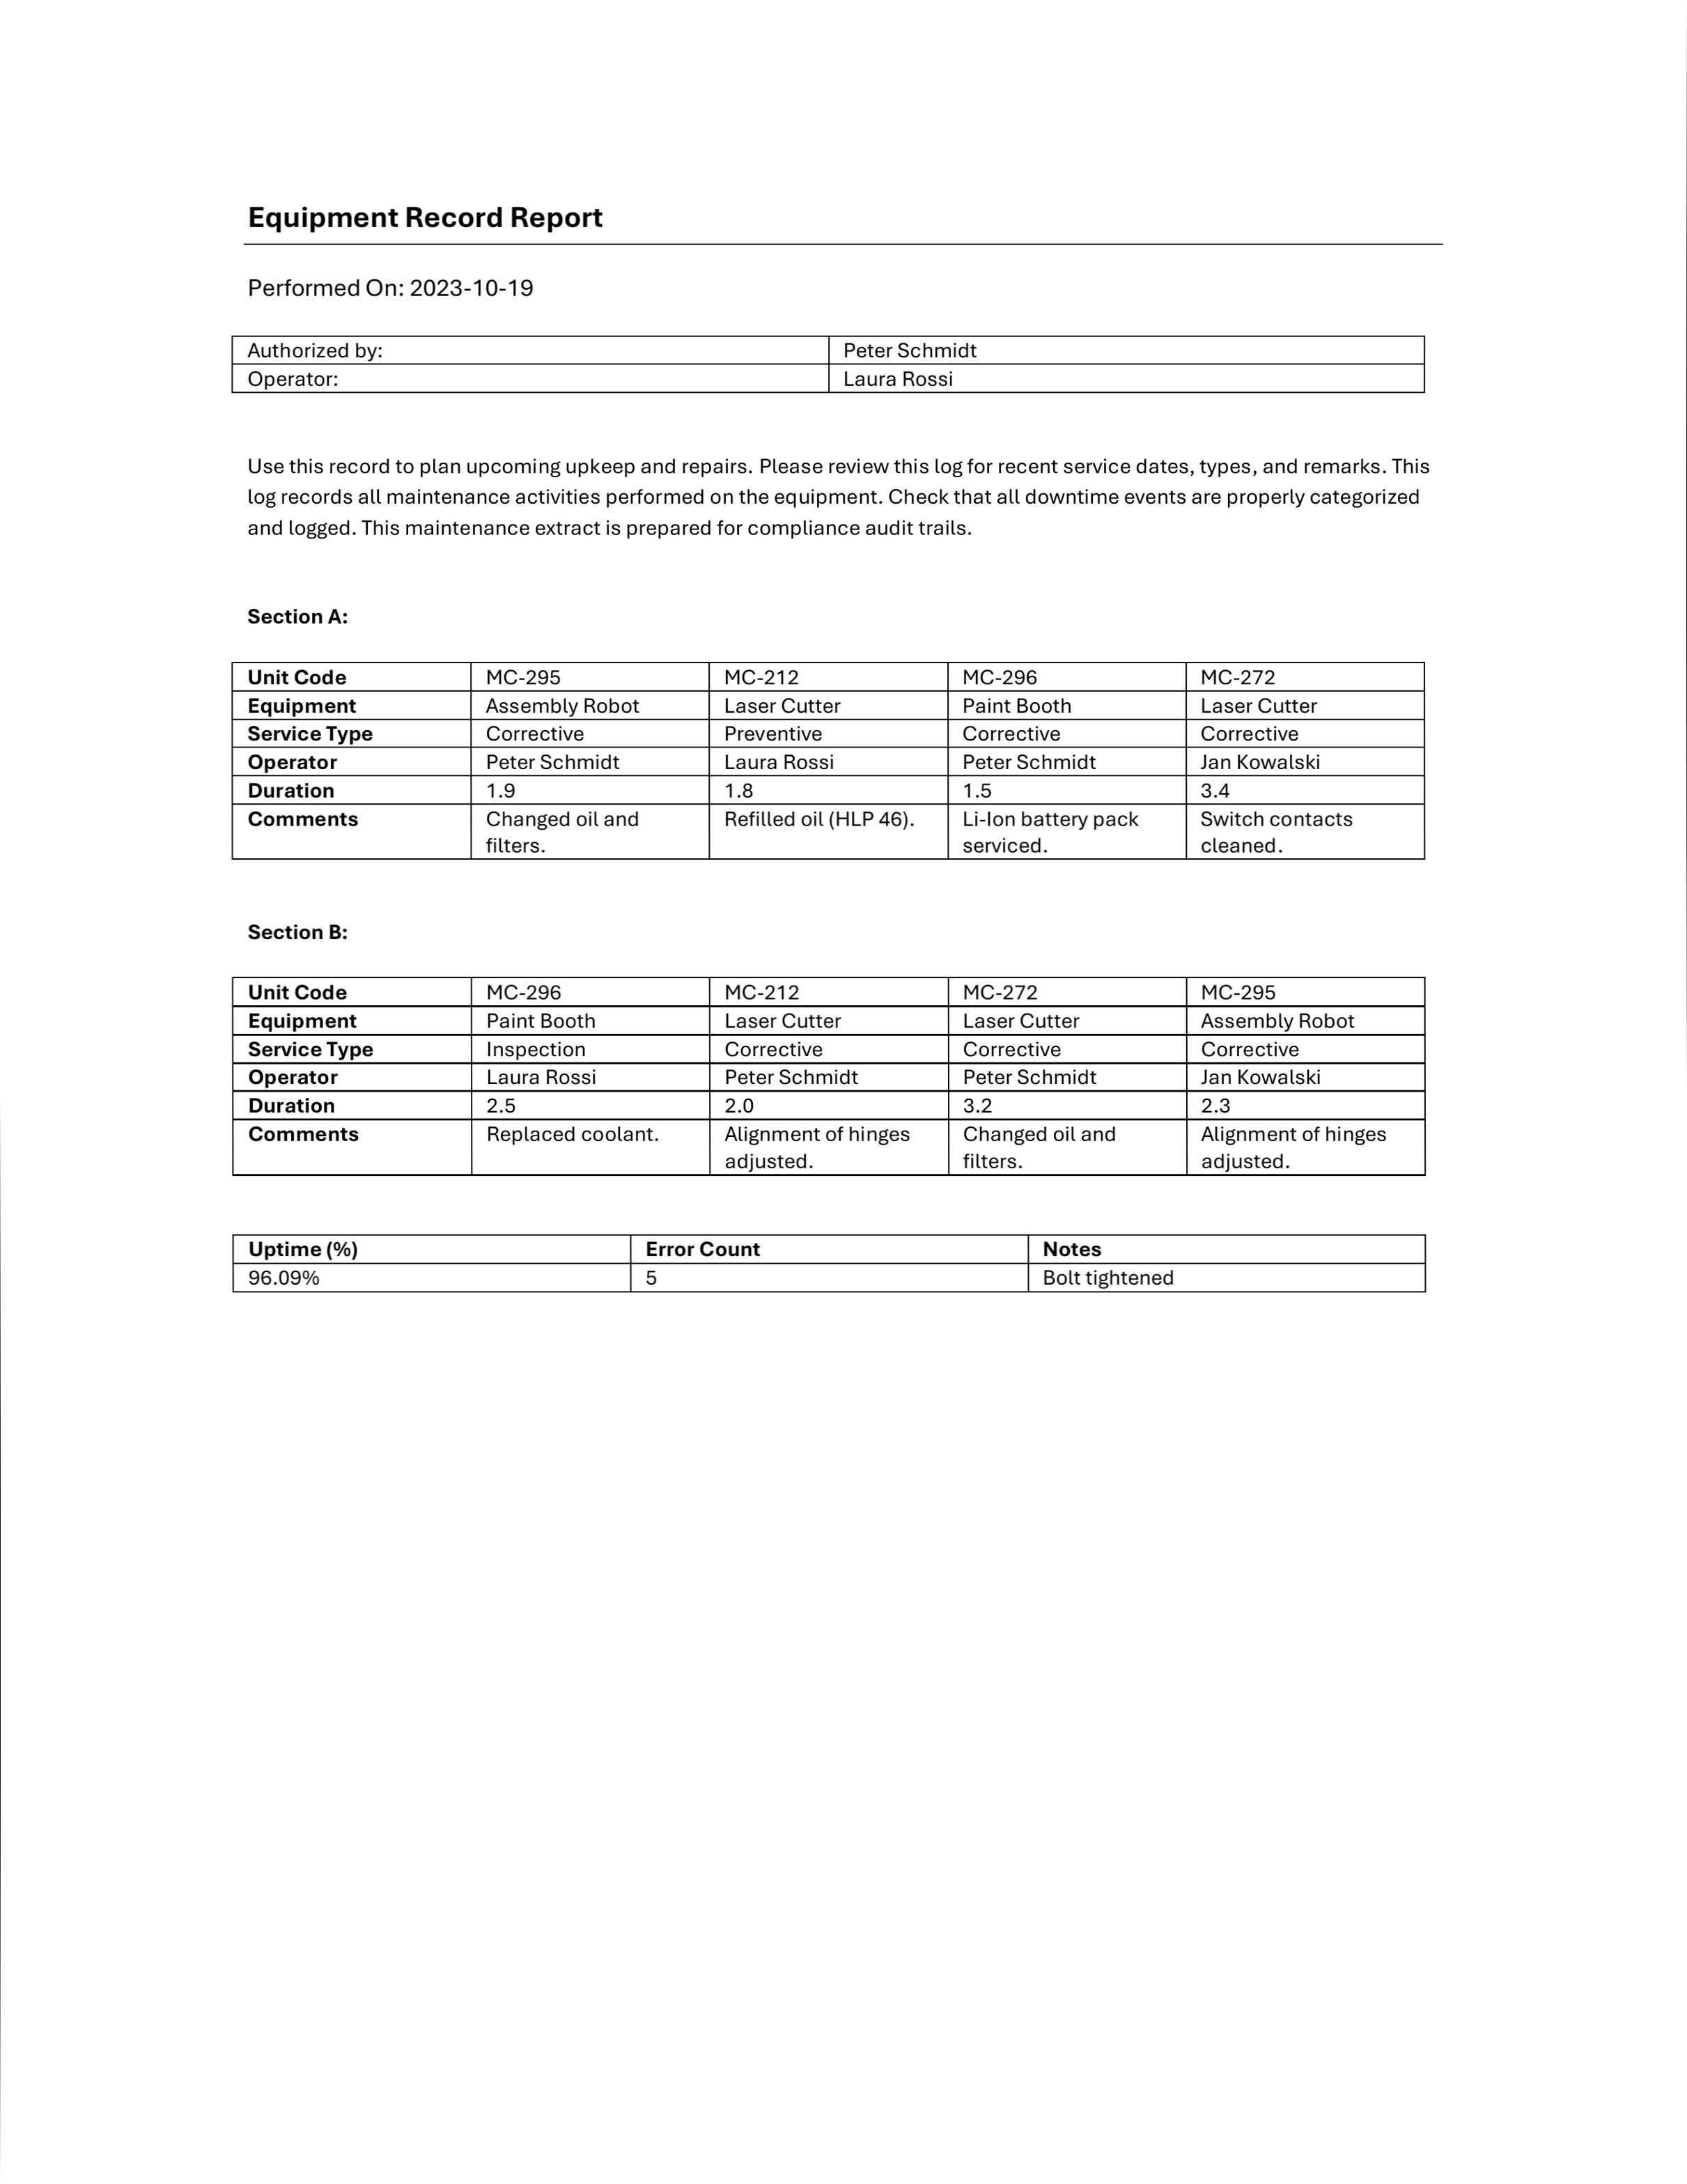 Equipment Record Report
Performed On: 2023-10-19
Authorized by: Peter Schmidt
Operator: Laura Rossi
Use this record to plan upcoming upkeep and repairs. Please review this log for recent service dates, types, and remarks. This
log records all maintenance activities performed on the equipment. Check that all downtime events are properly categorized
and logged. This maintenance extract is prepared for compliance audit trails.
Section A:
Unit Code MC-295 MC-212 MC-296 MC-272
Equipment Assembly Robot Laser Cutter Paint Booth Laser Cutter
Service Type Corrective Preventive Corrective Corrective
Operator Peter Schmidt Laura Rossi Peter Schmidt Jan Kowalski
Duration 1.9 1.8 1.5 3.4
Comments Changed oil and Refilled oil (HLP 46). Li-Ion battery pack Switch contacts
filters. serviced. cleaned.
Section B:
Unit Code MC-296 MC-212 MC-272 MC-295
Equipment Paint Booth Laser Cutter Laser Cutter Assembly Robot
Service Type Inspection Corrective Corrective Corrective
Operator Laura Rossi Peter Schmidt Peter Schmidt Jan Kowalski
Duration 2.5 2.0 3.2 2.3
Comments Replaced coolant. Alignment of hinges Changed oil and Alignment of hinges
adjusted. filters. adjusted.
Uptime (%) Error Count Notes
96.09% 5 Bolt tightened